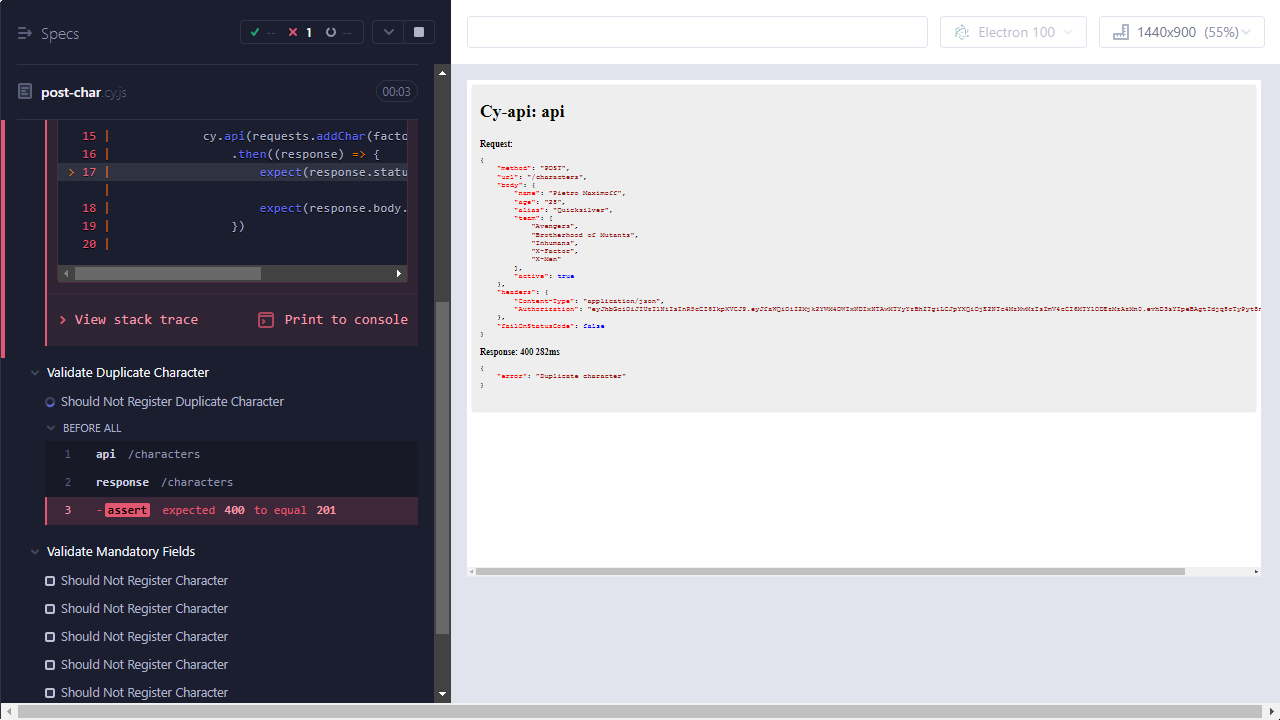 Specs
-- 1 --
post-char.cy.js
00:03
15 | cy.api(requests.addChar(facto
16 | .then((response) => {
> 17 | expect(response.statu
|
18 | expect(response.body.
19 | })
20 |
View stack trace
Print to console
Validate Duplicate Character
Should Not Register Duplicate Character
BEFORE ALL
1 api /characters
2 response /characters
3 -assert expected 400 to equal 201
Validate Mandatory Fields
Should Not Register Character
Should Not Register Character
Should Not Register Character
Should Not Register Character
Should Not Register Character
Electron 100
1440x900 (55%)
Cy-api: api
Request:
{
"method": "POST",
"url": "/characters",
"body": {
"name": "Pietro Maximoff",
"age": "28",
"alias": "Quicksilver",
"team": [
"Avengers",
"Brotherhood of Mutants",
"Inhumans",
"X-Factor",
"X-Men"
],
"active": true
},
"headers": {
"Content-Type": "application/json",
"Authorization":
},
"failOnStatusCode": false
}
Response: 400 282ms
{
"error": "Duplicate character"
}